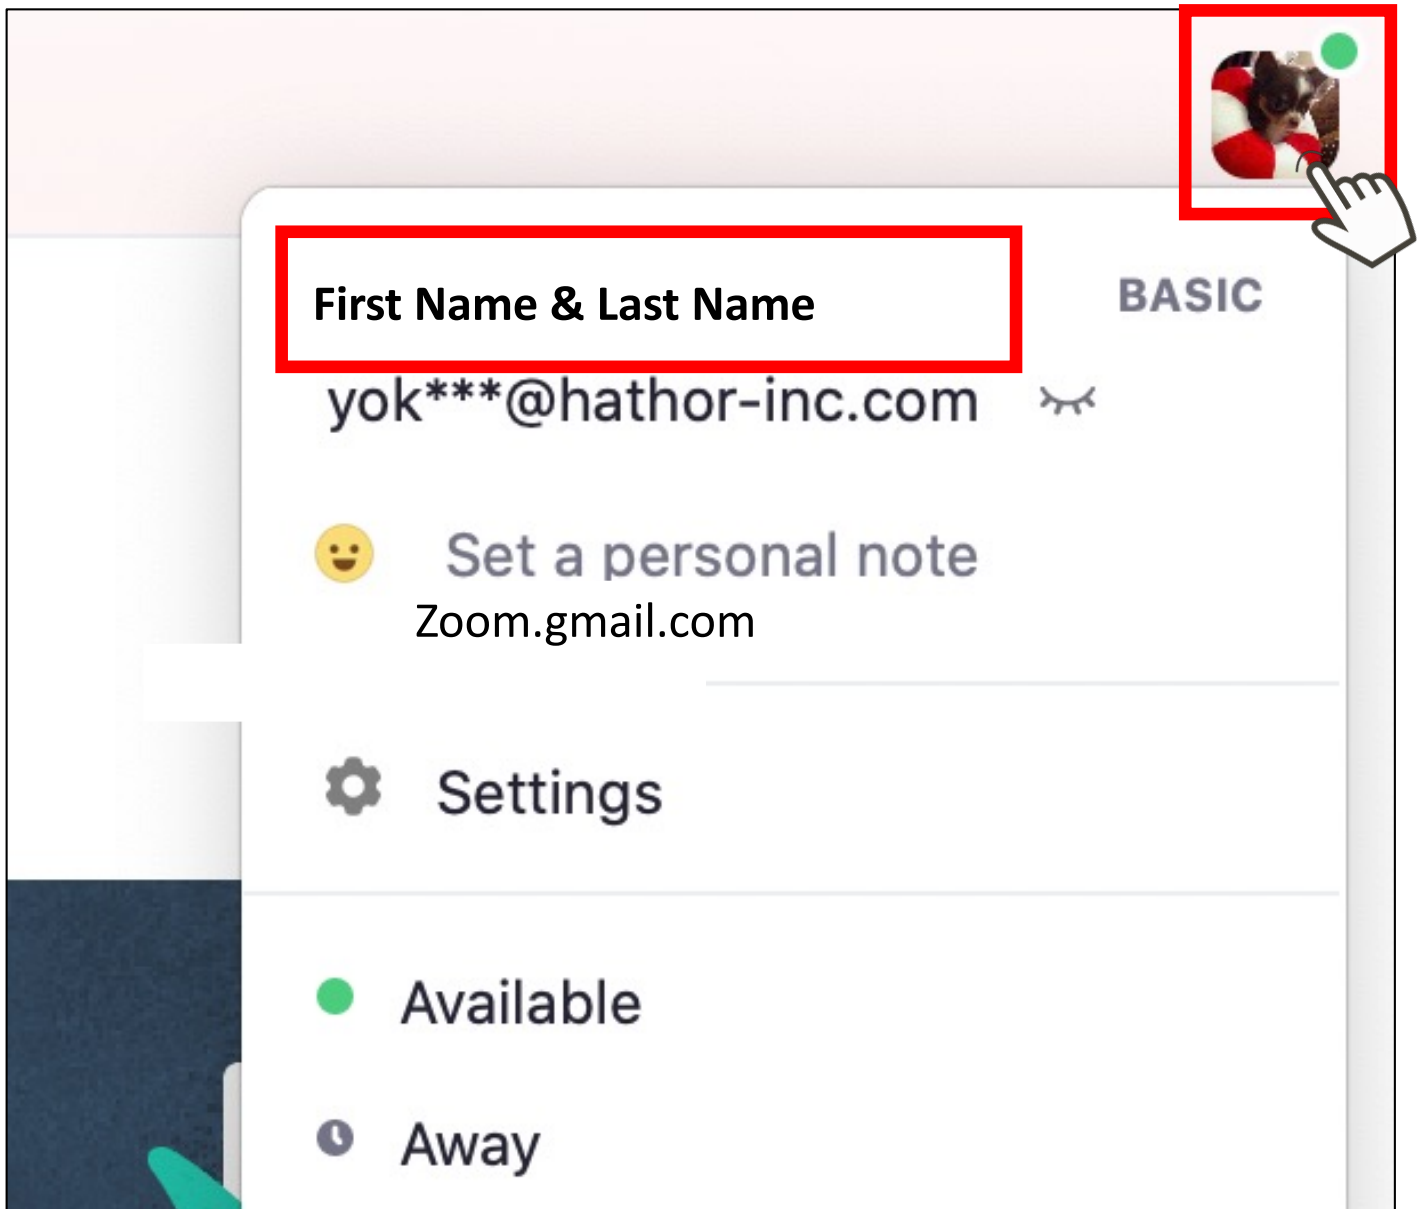 First Name & Last Name
BASIC
yok***@hathor-inc.com
Set a personal note
Zoom.gmail.com
Settings
Available
Away